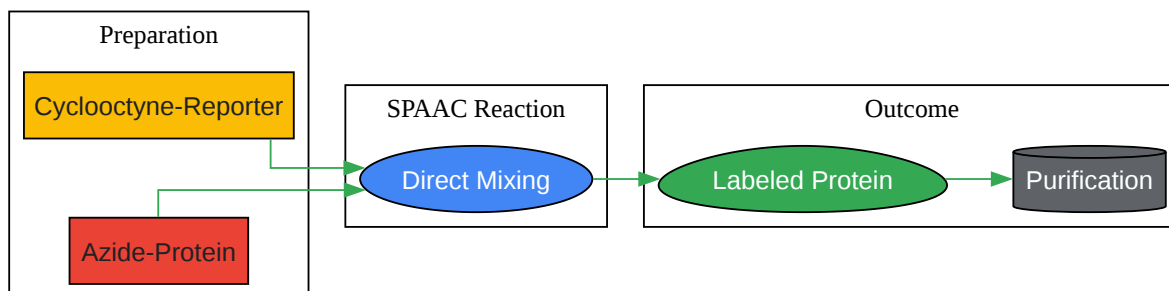 Preparation
Cyclooctyne-Reporter
Azide-Protein
SPAAC Reaction
Direct Mixing
Outcome
Labeled Protein
Purification